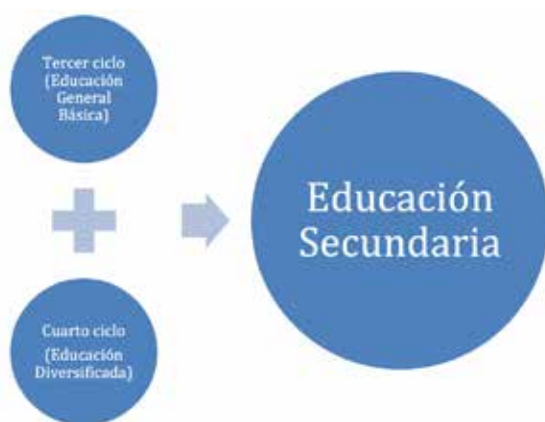 Tercer ciclo
(Educación
General
Básica)
Cuarto ciclo
(Educación
Diversificada)
Educación
Secundaria